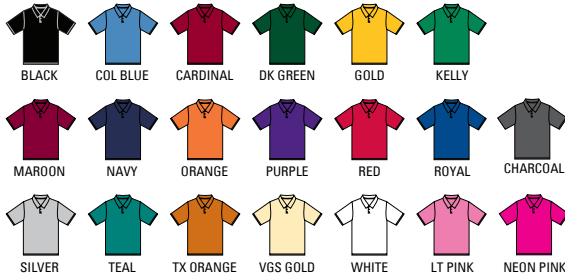 BLACK COL BLUE CARDINAL DK GREEN GOLD KELLY
MAROON NAVY ORANGE PURPLE RED ROYAL CHARCOAL
SILVER TEAL TX ORANGE VGS GOLD WHITE LT PINK NEON PINK